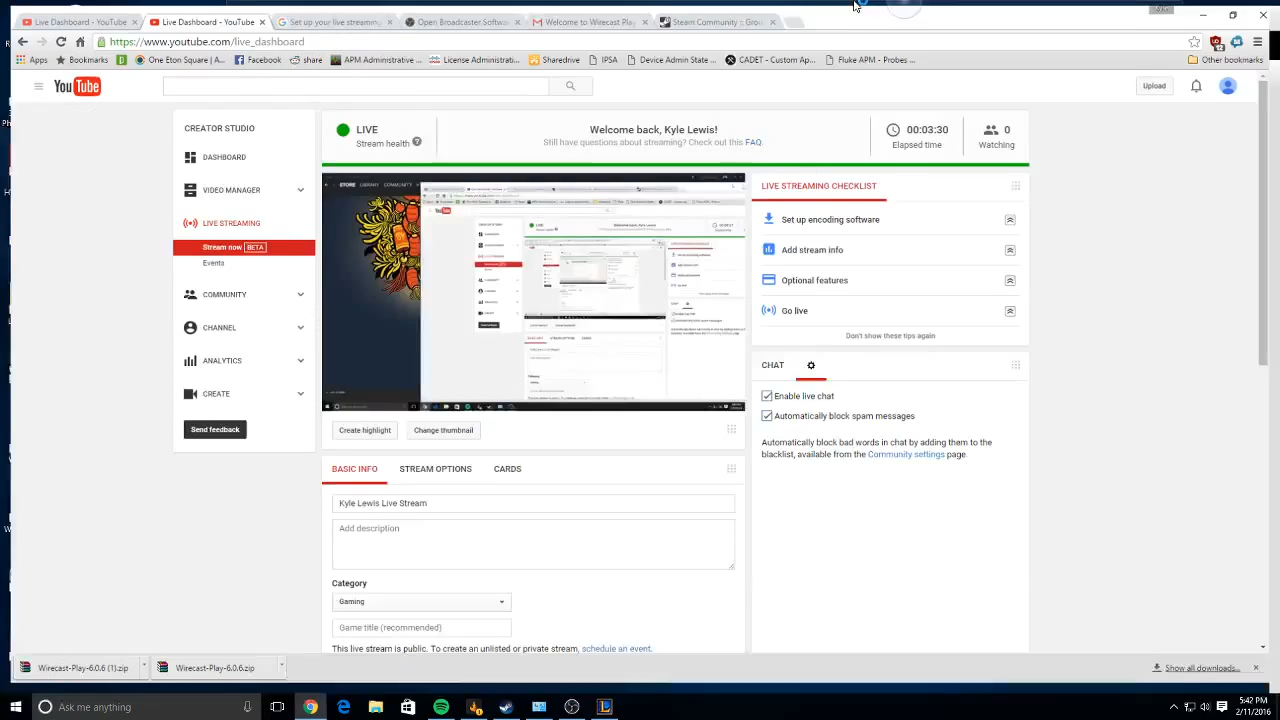 Live Dashboard - YouTube
Live Dashboard - YouTube
Set up your live streaming
Open Broadcaster Softwa
Welcome to Wirecast Play
Steam Community :: Grou
https://www.youtube.com/live_dashboard
Apps
Bookmarks
One Eton Square | A...
Facebook
share
APM Administrative ...
License Administrati...
Sharedrive
IPSA
Device Admin State ...
CADET - Custom Ap...
Fluke APM - Probes ...
Other bookmarks
12
YouTube
Upload
CREATOR STUDIO
DASHBOARD
VIDEO MANAGER
LIVE STREAMING
Stream now BETA
Events
COMMUNITY
CHANNEL
ANALYTICS
CREATE
Send feedback
LIVE
Stream health ?
Welcome back, Kyle Lewis!
Still have questions about streaming? Check out this FAQ.
00:03:30
Elapsed time
0
Watching
STORE LIBRARY COMMUNITY
Create highlight
Change thumbnail
BASIC INFO
STREAM OPTIONS
CARDS
Kyle Lewis Live Stream
Add description
Category
Gaming
Game title (recommended)
This live stream is public. To create an unlisted or private stream, schedule an event.
LIVE STREAMING CHECKLIST
Set up encoding software
Add stream info
Optional features
Go live
Don't show these tips again
CHAT
Enable live chat
Automatically block spam messages
Automatically block bad words in chat by adding them to the
blacklist, available from the Community settings page.
Wirecast-Play-6.0.6 (1).zip
Wirecast-Play-6.0.6.zip
Show all downloads...
Ask me anything
5:42 PM
2/11/2016